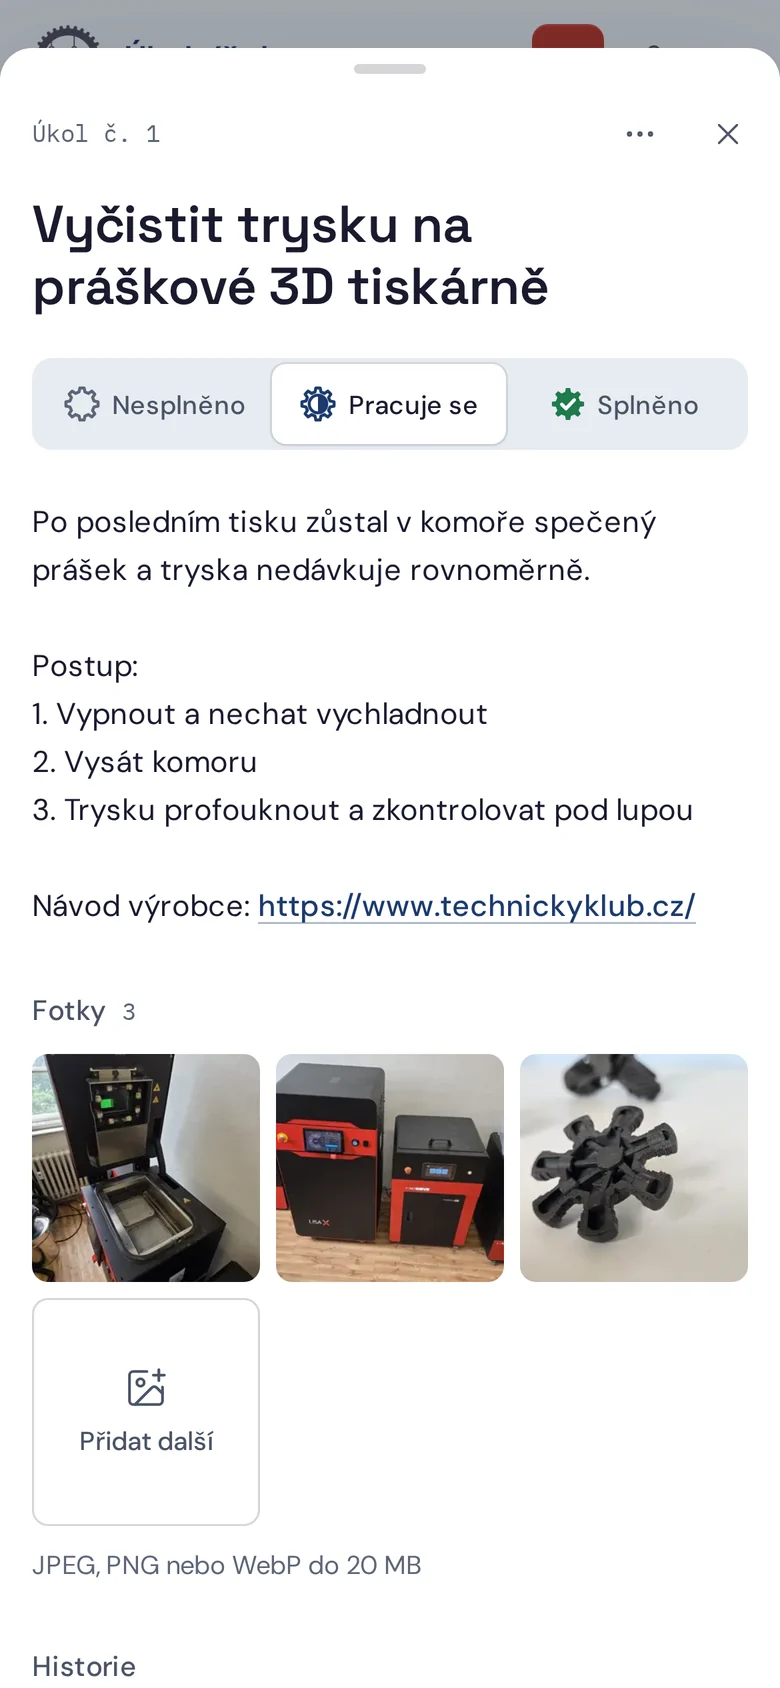 Úkol č. 1
Vyčistit trysku na
práškové 3D tiskárně
Nesplněno
Pracuje se
Splněno
Po posledním tisku zůstal v komoře spečený
prášek a tryska nedávkuje rovnoměrně.
Postup:
1. Vypnout a nechat vychladnout
2. Vysát komoru
3. Trysku profouknout a zkontrolovat pod lupou
Návod výrobce: https://www.technickyklub.cz/
Fotky 3
LISA X
Přidat další
JPEG, PNG nebo WebP do 20 MB
Historie